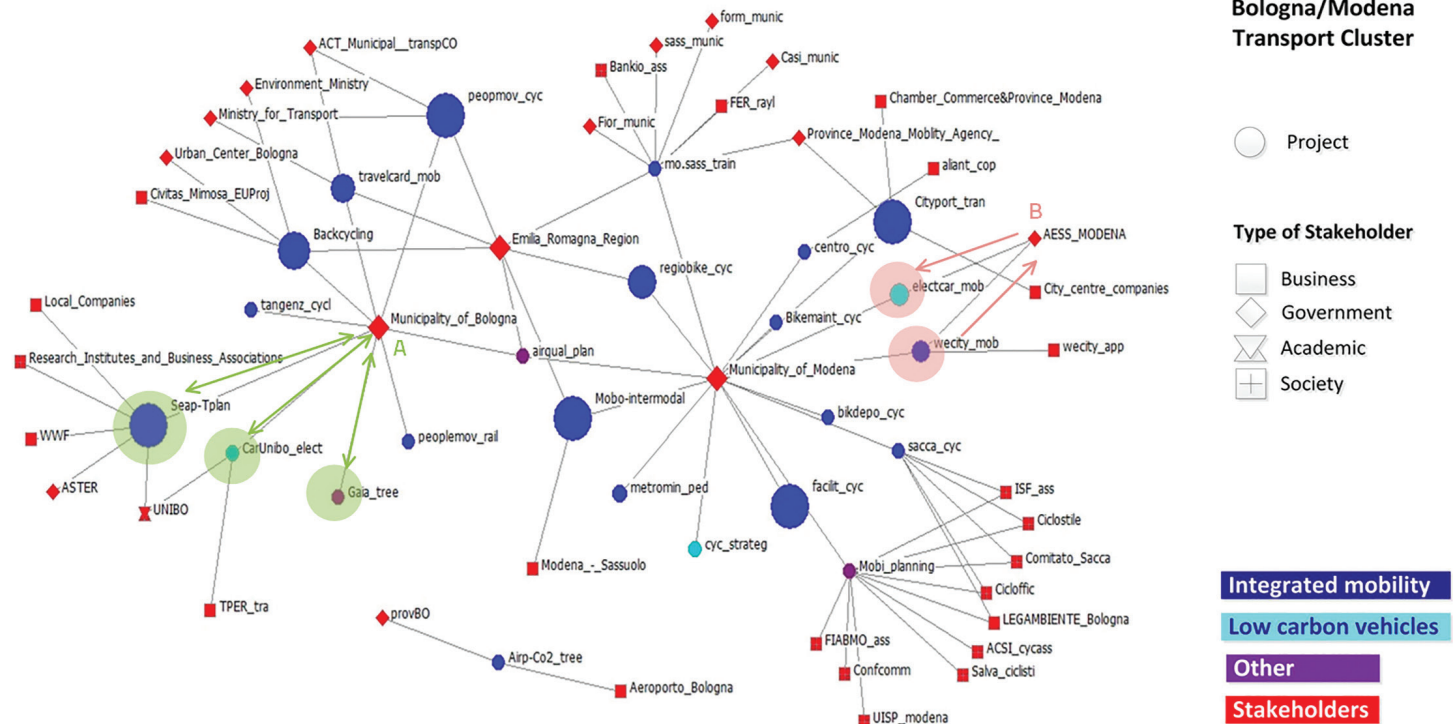 Bologna/Modena
Transport Cluster
Project
Type of Stakeholder
Business
Government
Academic
Society
Integrated mobility
Low carbon vehicles
Other
Stakeholders
form_munic
ACT_Municipal__transpCO
sass_munic
Casi_munic
Bankio_ass
Environment_Ministry
peopmov_cyc
FER_rayl
Chamber_Commerce&Province_Modena
Ministry_for_Transport
Fior_munic
Province_Modena_Moblity_Agency_
Urban_Center_Bologna
mo.sass_train
aliant_cop
travelcard_mob
Civitas_Mimosa_EUProj
Cityport_tran
B
Backcycling
Emilia_Romagna_Region
AESS_MODENA
centro_cyc
regiobike_cyc
electcar_mob
City_centre_companies
Local_Companies
tangenz_cycl
Municipality_of_Bologna
Bikemaint_cyc
A
wecity_mob
wecity_app
Research_Institutes_and_Business_Associations
airqual_plan
Municipality_of_Modena
Seap-Tplan
Mobo-intermodal
bikdepo_cyc
WWF
peoplemov_rail
CarUnibo_elect
sacca_cyc
ASTER
Gaia_tree
metromin_ped
facilit_cyc
ISF_ass
UNIBO
Ciclostile
cyc_strateg
Comitato_Sacca
Modena_-_Sassuolo
Mobi_planning
Cicloffic
TPER_tra
provBO
LEGAMBIENTE_Bologna
FIABMO_ass
ACSI_cycass
Airp-Co2_tree
Confcomm
Salva_ciclisti
Aeroporto_Bologna
UISP_modena